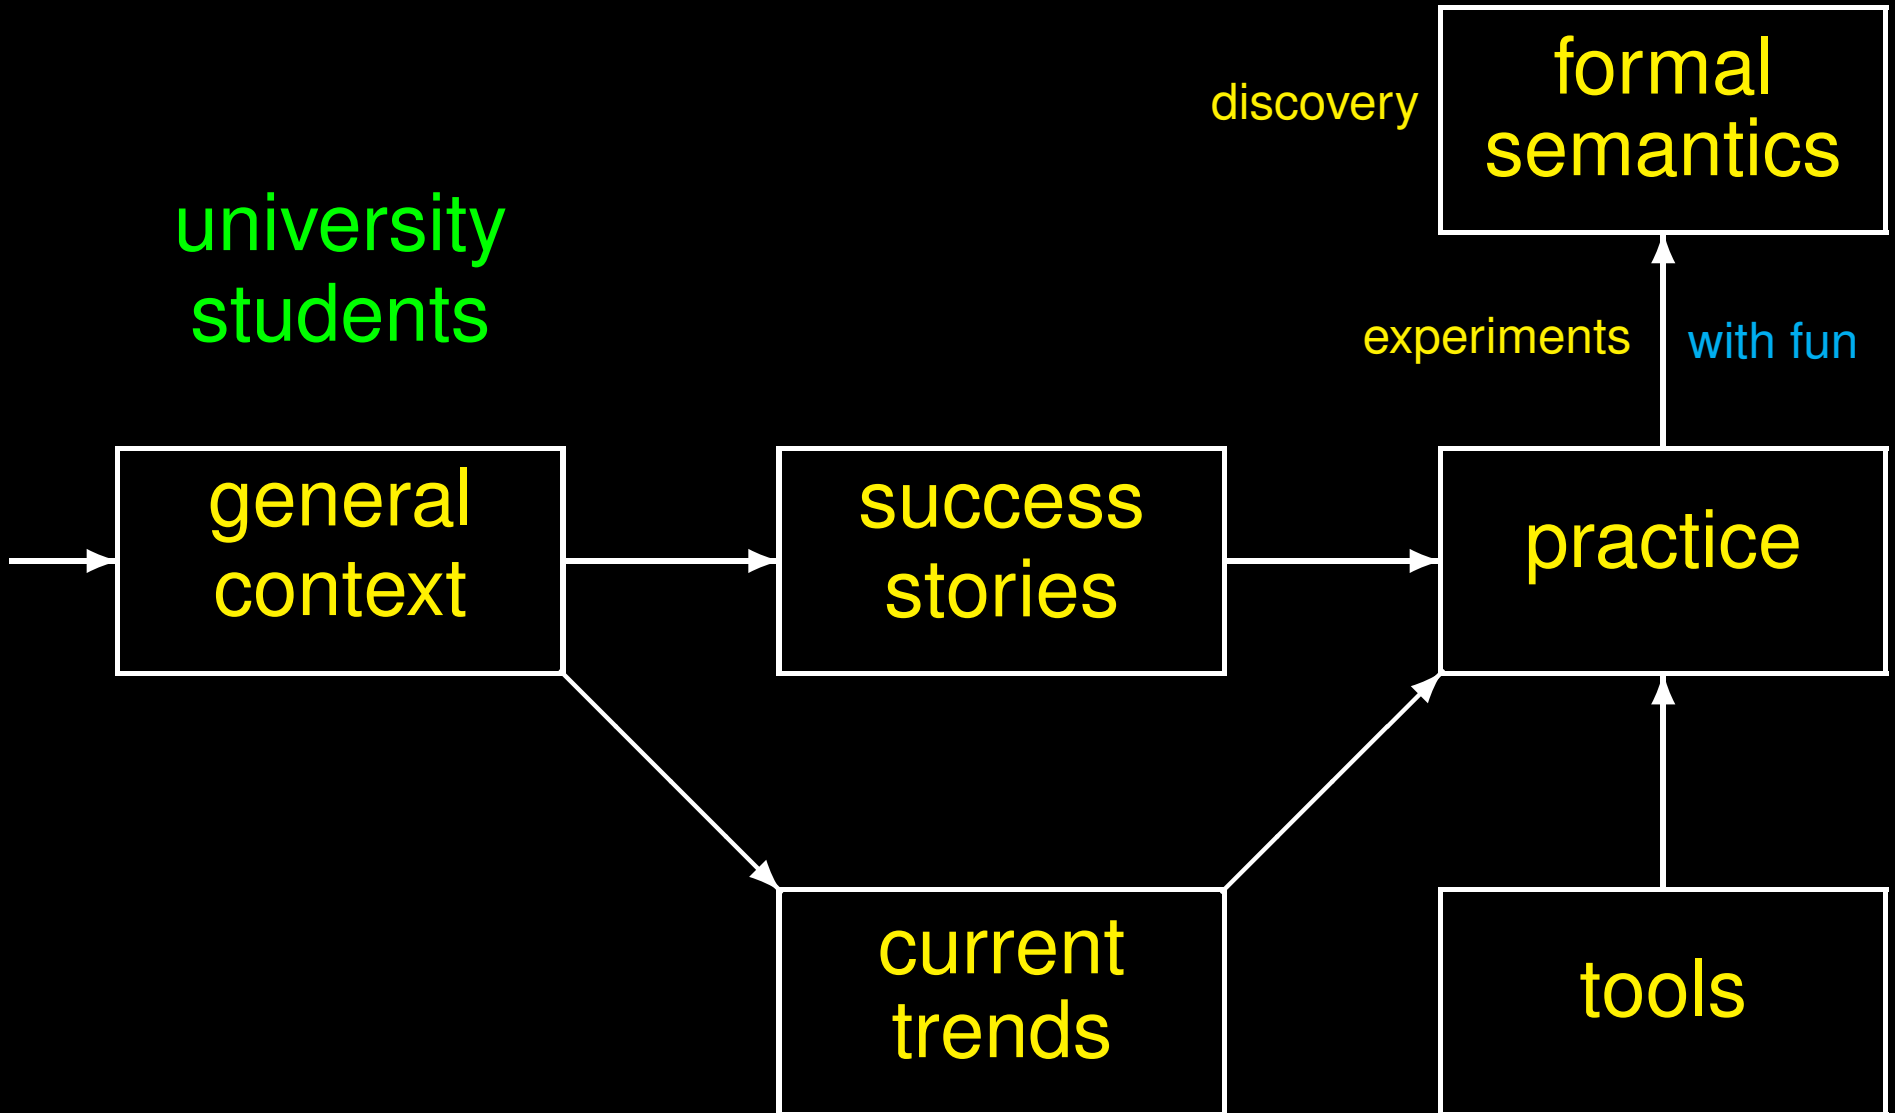 formal
semantics
discovery
university
students
experiments
with fun
general
context
success
stories
practice
current
trends
tools